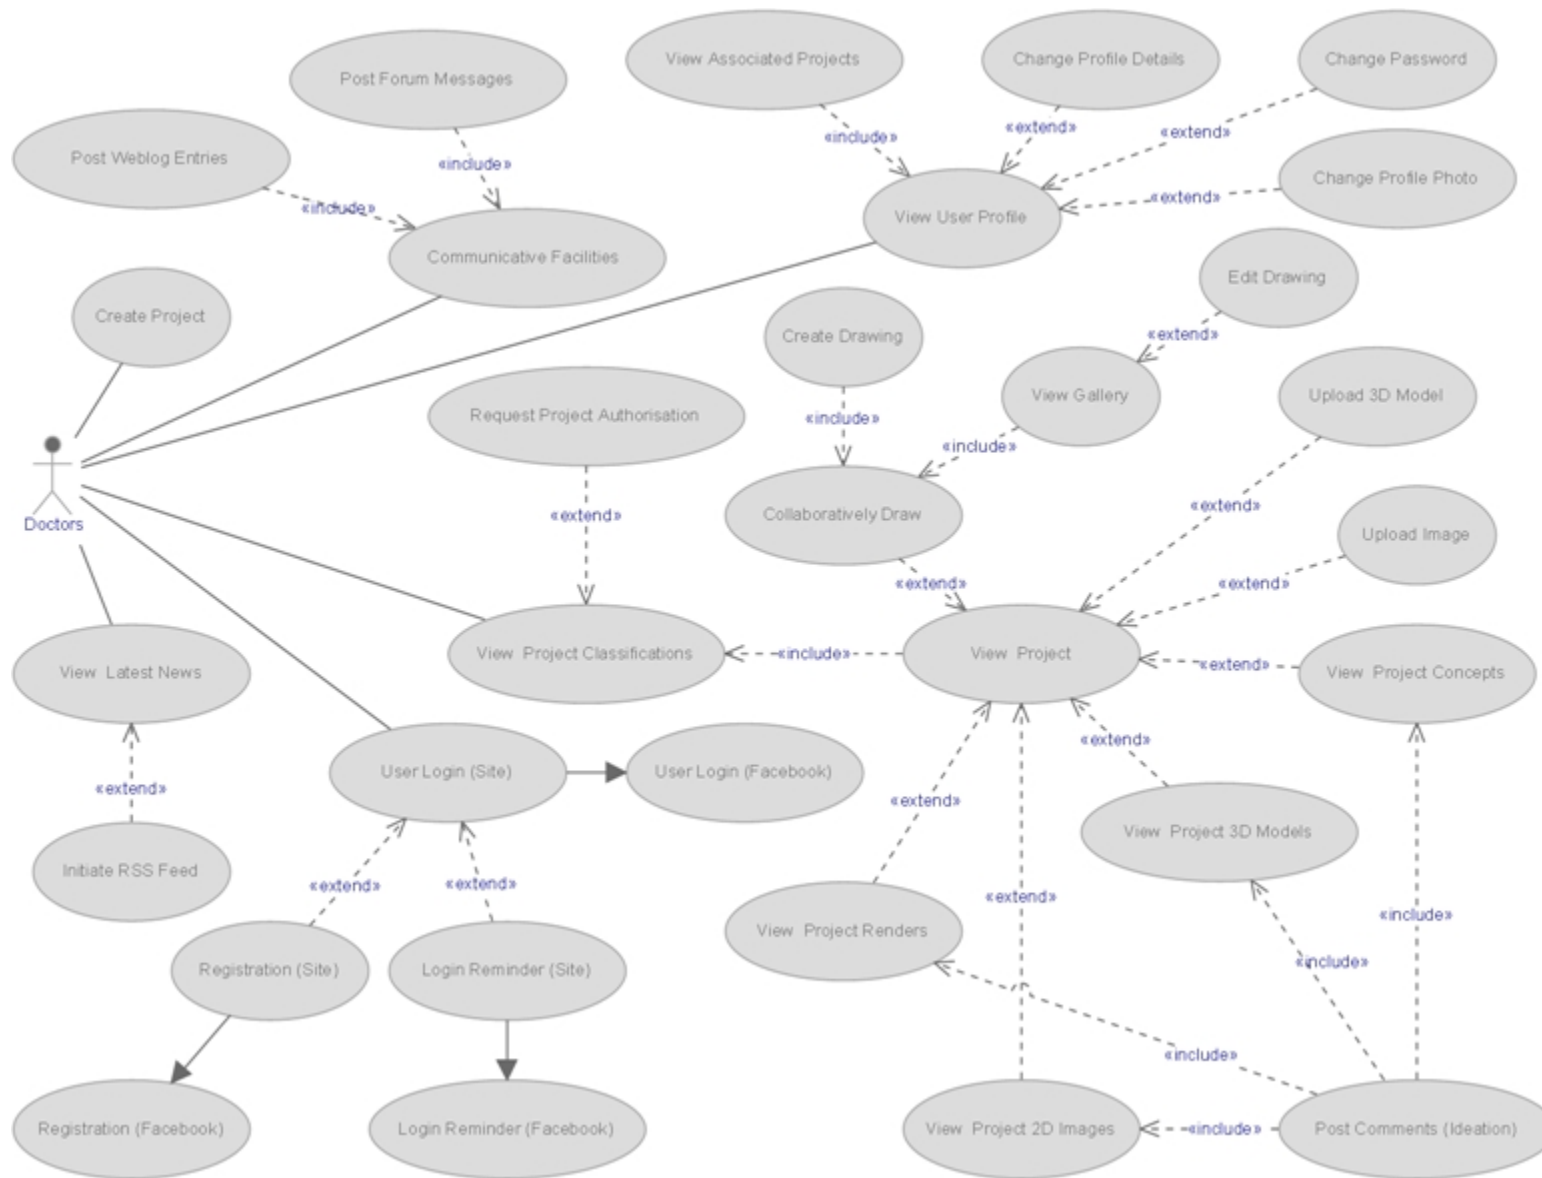 View Associated Projects
Change Profile Details
Change Password
Post Forum Messages
«include»
«extend»
«extend»
Post Weblog Entries
«include»
Change Profile Photo
«extend»
«include»
View User Profile
Communicative Facilities
Edit Drawing
Create Project
Create Drawing
«extend»
View Gallery
Upload 3D Model
Request Project Authorisation
«include»
«include»
Doctors
«extend»
Collaboratively Draw
«extend»
Upload Image
«extend»
«extend»
View Project Classifications
«include»
View Project
«extend»
View Project Concepts
View Latest News
«extend»
User Login (Site)
User Login (Facebook)
«extend»
«extend»
View Project 3D Models
Initiate RSS Feed
«extend»
«extend»
«extend»
«include»
View Project Renders
Registration (Site)
Login Reminder (Site)
«include»
«include»
Registration (Facebook)
Login Reminder (Facebook)
View Project 2D Images
«include»
Post Comments (Ideation)